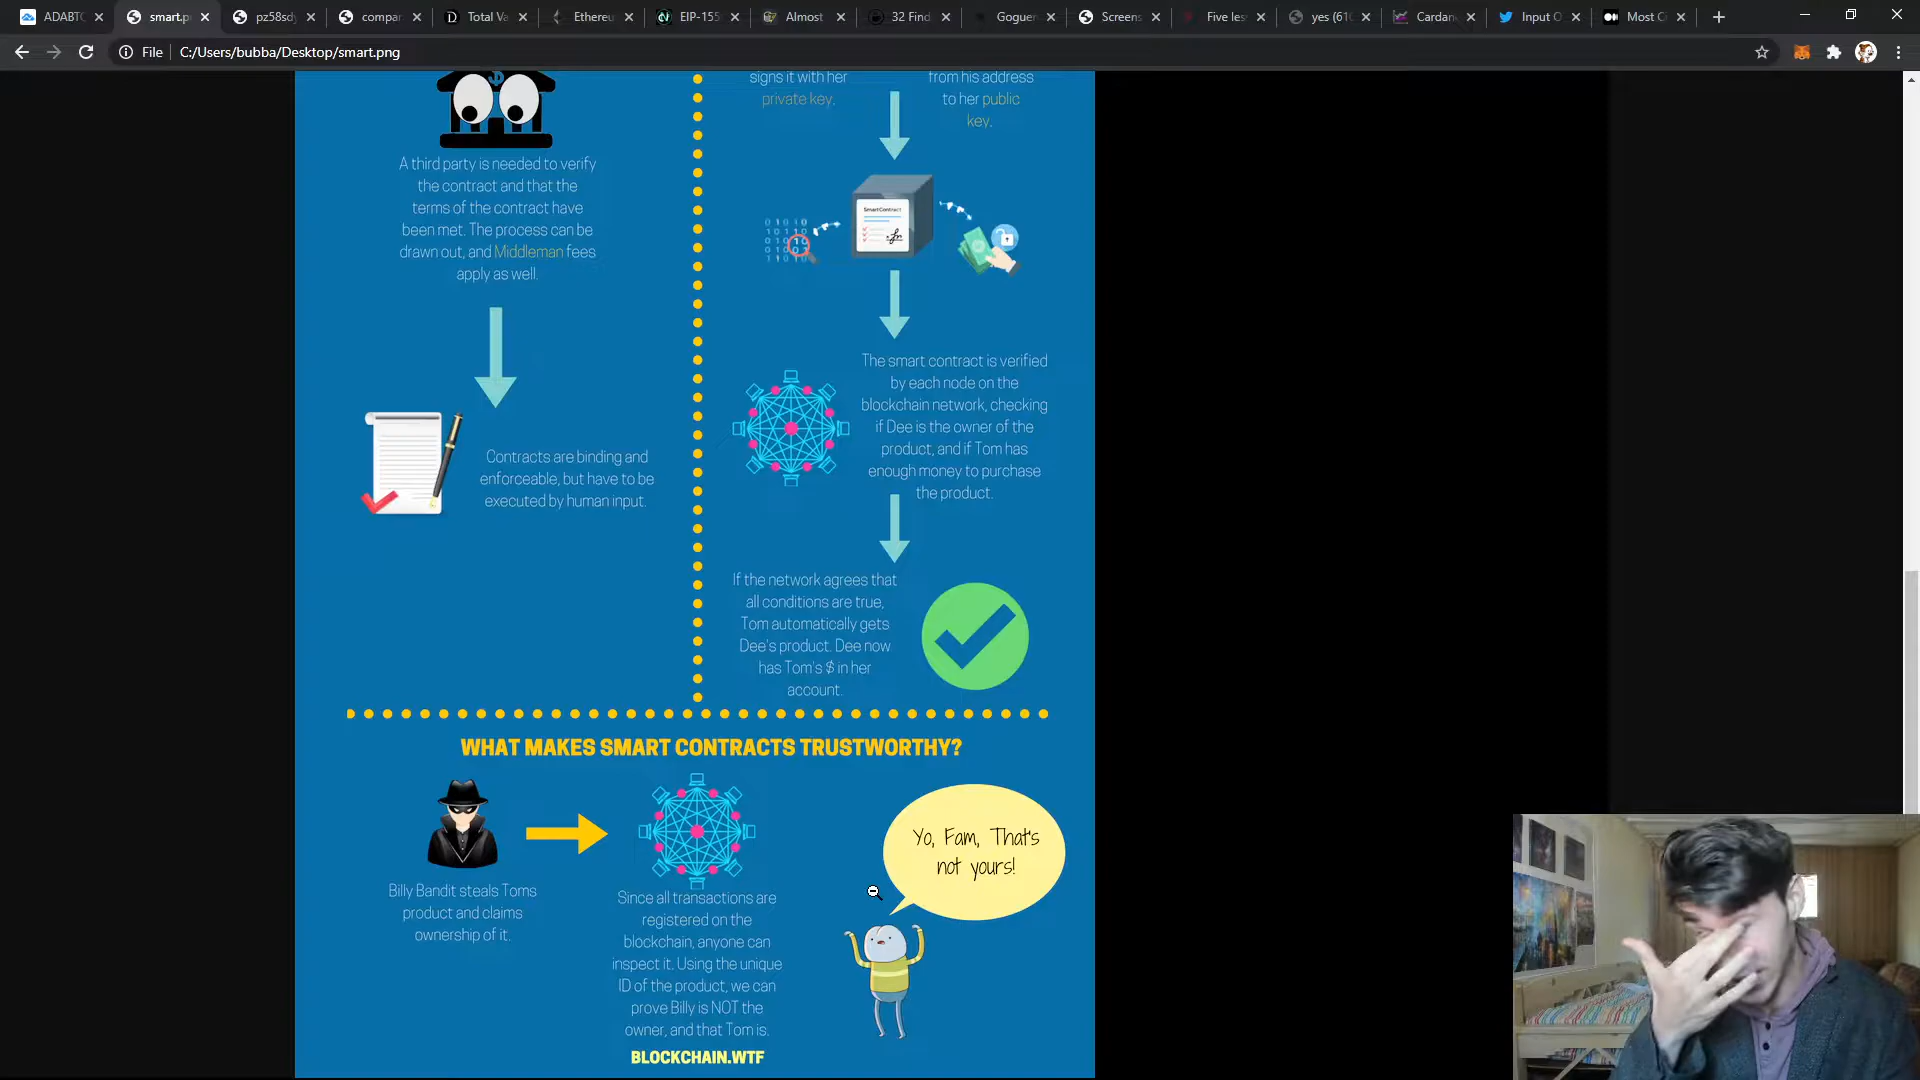 ADABTC
smart.p
pz58sdy
compar
Total Va
Ethereu
EIP-155
Almost
32 Find
Goguen
Screens
Five les
yes (610
Cardan
Input O
Most C
File
C:/Users/bubba/Desktop/smart.png
A third party is needed to verify
the contract and that the
terms of the contract have
been met. The process can be
drawn out, and Middleman fees
apply as well.
Contracts are binding and
enforceable, but have to be
executed by human input.
signs it with her
private key.
from his address
to her public
key.
Smart Contract
The smart contract is verified
by each node on the
blockchain network, checking
if Dee is the owner of the
product, and if Tom has
enough money to purchase
the product.
If the network agrees that
all conditions are true,
Tom automatically gets
Dee's product. Dee now
has Tom's $ in her
account.
WHAT MAKES SMART CONTRACTS TRUSTWORTHY?
Billy Bandit steals Toms
product and claims
ownership of it.
Since all transactions are
registered on the
blockchain, anyone can
inspect it. Using the unique
ID of the product, we can
prove Billy is NOT the
owner, and that Tom is.
Yo, Fam, That's
not yours!
BLOCKCHAIN.WTF